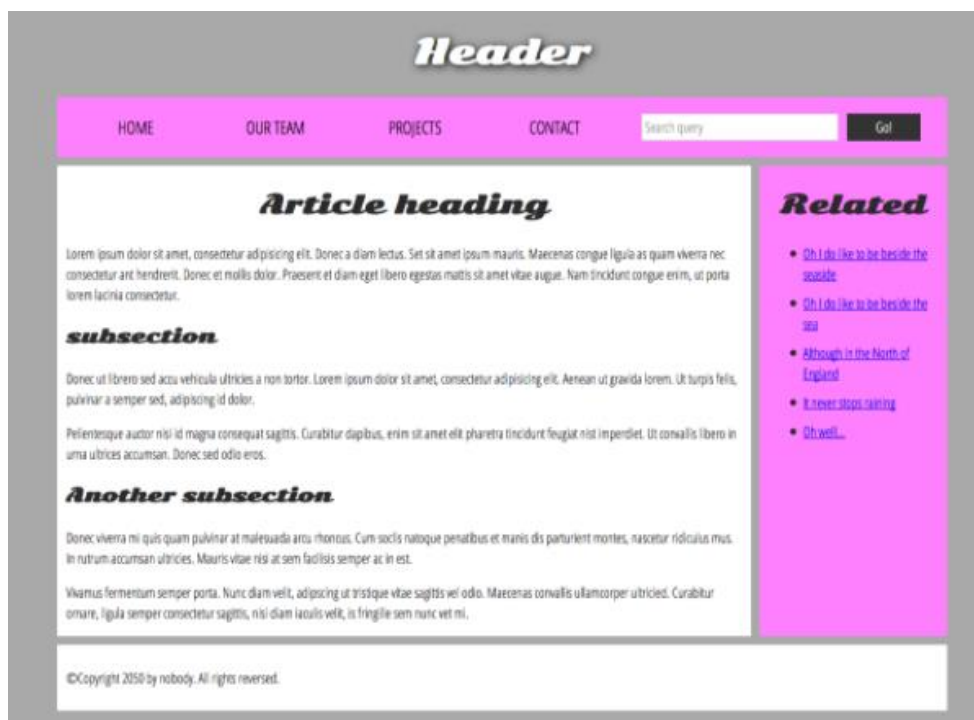 Header
HOME OUR TEAM PROJECTS CONTACT Search query Go!
Article heading
Lorem ipsum dolor sit amet, consectetur adipisicing elit. Donec a diam lectus. Set sit amet ipsum mauris. Maecenas congue ligula as quam viverra nec
consectetur ant hendrerit. Donec et mollis dolor. Praesent et diam eget libero egestas mattis sit amet vitae augue. Nam tincidunt congue enim, ut porta
lorem lacinia consectetur.
subsection
Donec ut librero sed accu vehicula ultricies a non tortor. Lorem ipsum dolor sit amet, consectetur adipisicing elit. Aenean ut gravida lorem. Ut turpis felis,
pulvinar a semper sed, adipiscing id dolor.
Pellentesque auctor nisi id magna consequat sagittis. Curabitur dapibus, enim sit amet elit pharetra tincidunt feugiat nist imperdiet. Ut convallis libero in
urna ultrices accumsan. Donec sed odio eros.
Another subsection
Donec viverra mi quis quam pulvinar at malesuada arcu rhoncus. Cum soclis natoque penatibus et manis dis parturient montes, nascetur ridiculus mus.
In rutrum accumsan ultricies. Mauris vitae nisi at sem facilisis semper ac in est.
Vivamus fermentum semper porta. Nunc diam velit, adipscing ut tristique vitae sagittis vel odio. Maecenas convallis ullamcorper ultricied. Curabitur
ornare, ligula semper consectetur sagittis, nisi diam iaculis velit, is fringille sem nunc vet mi.
Related
Oh I do like to be beside the
seaside
Oh I do like to be beside the
sea
Although in the North of
England
It never stops raining
Oh well...
©Copyright 2050 by nobody. All rights reversed.